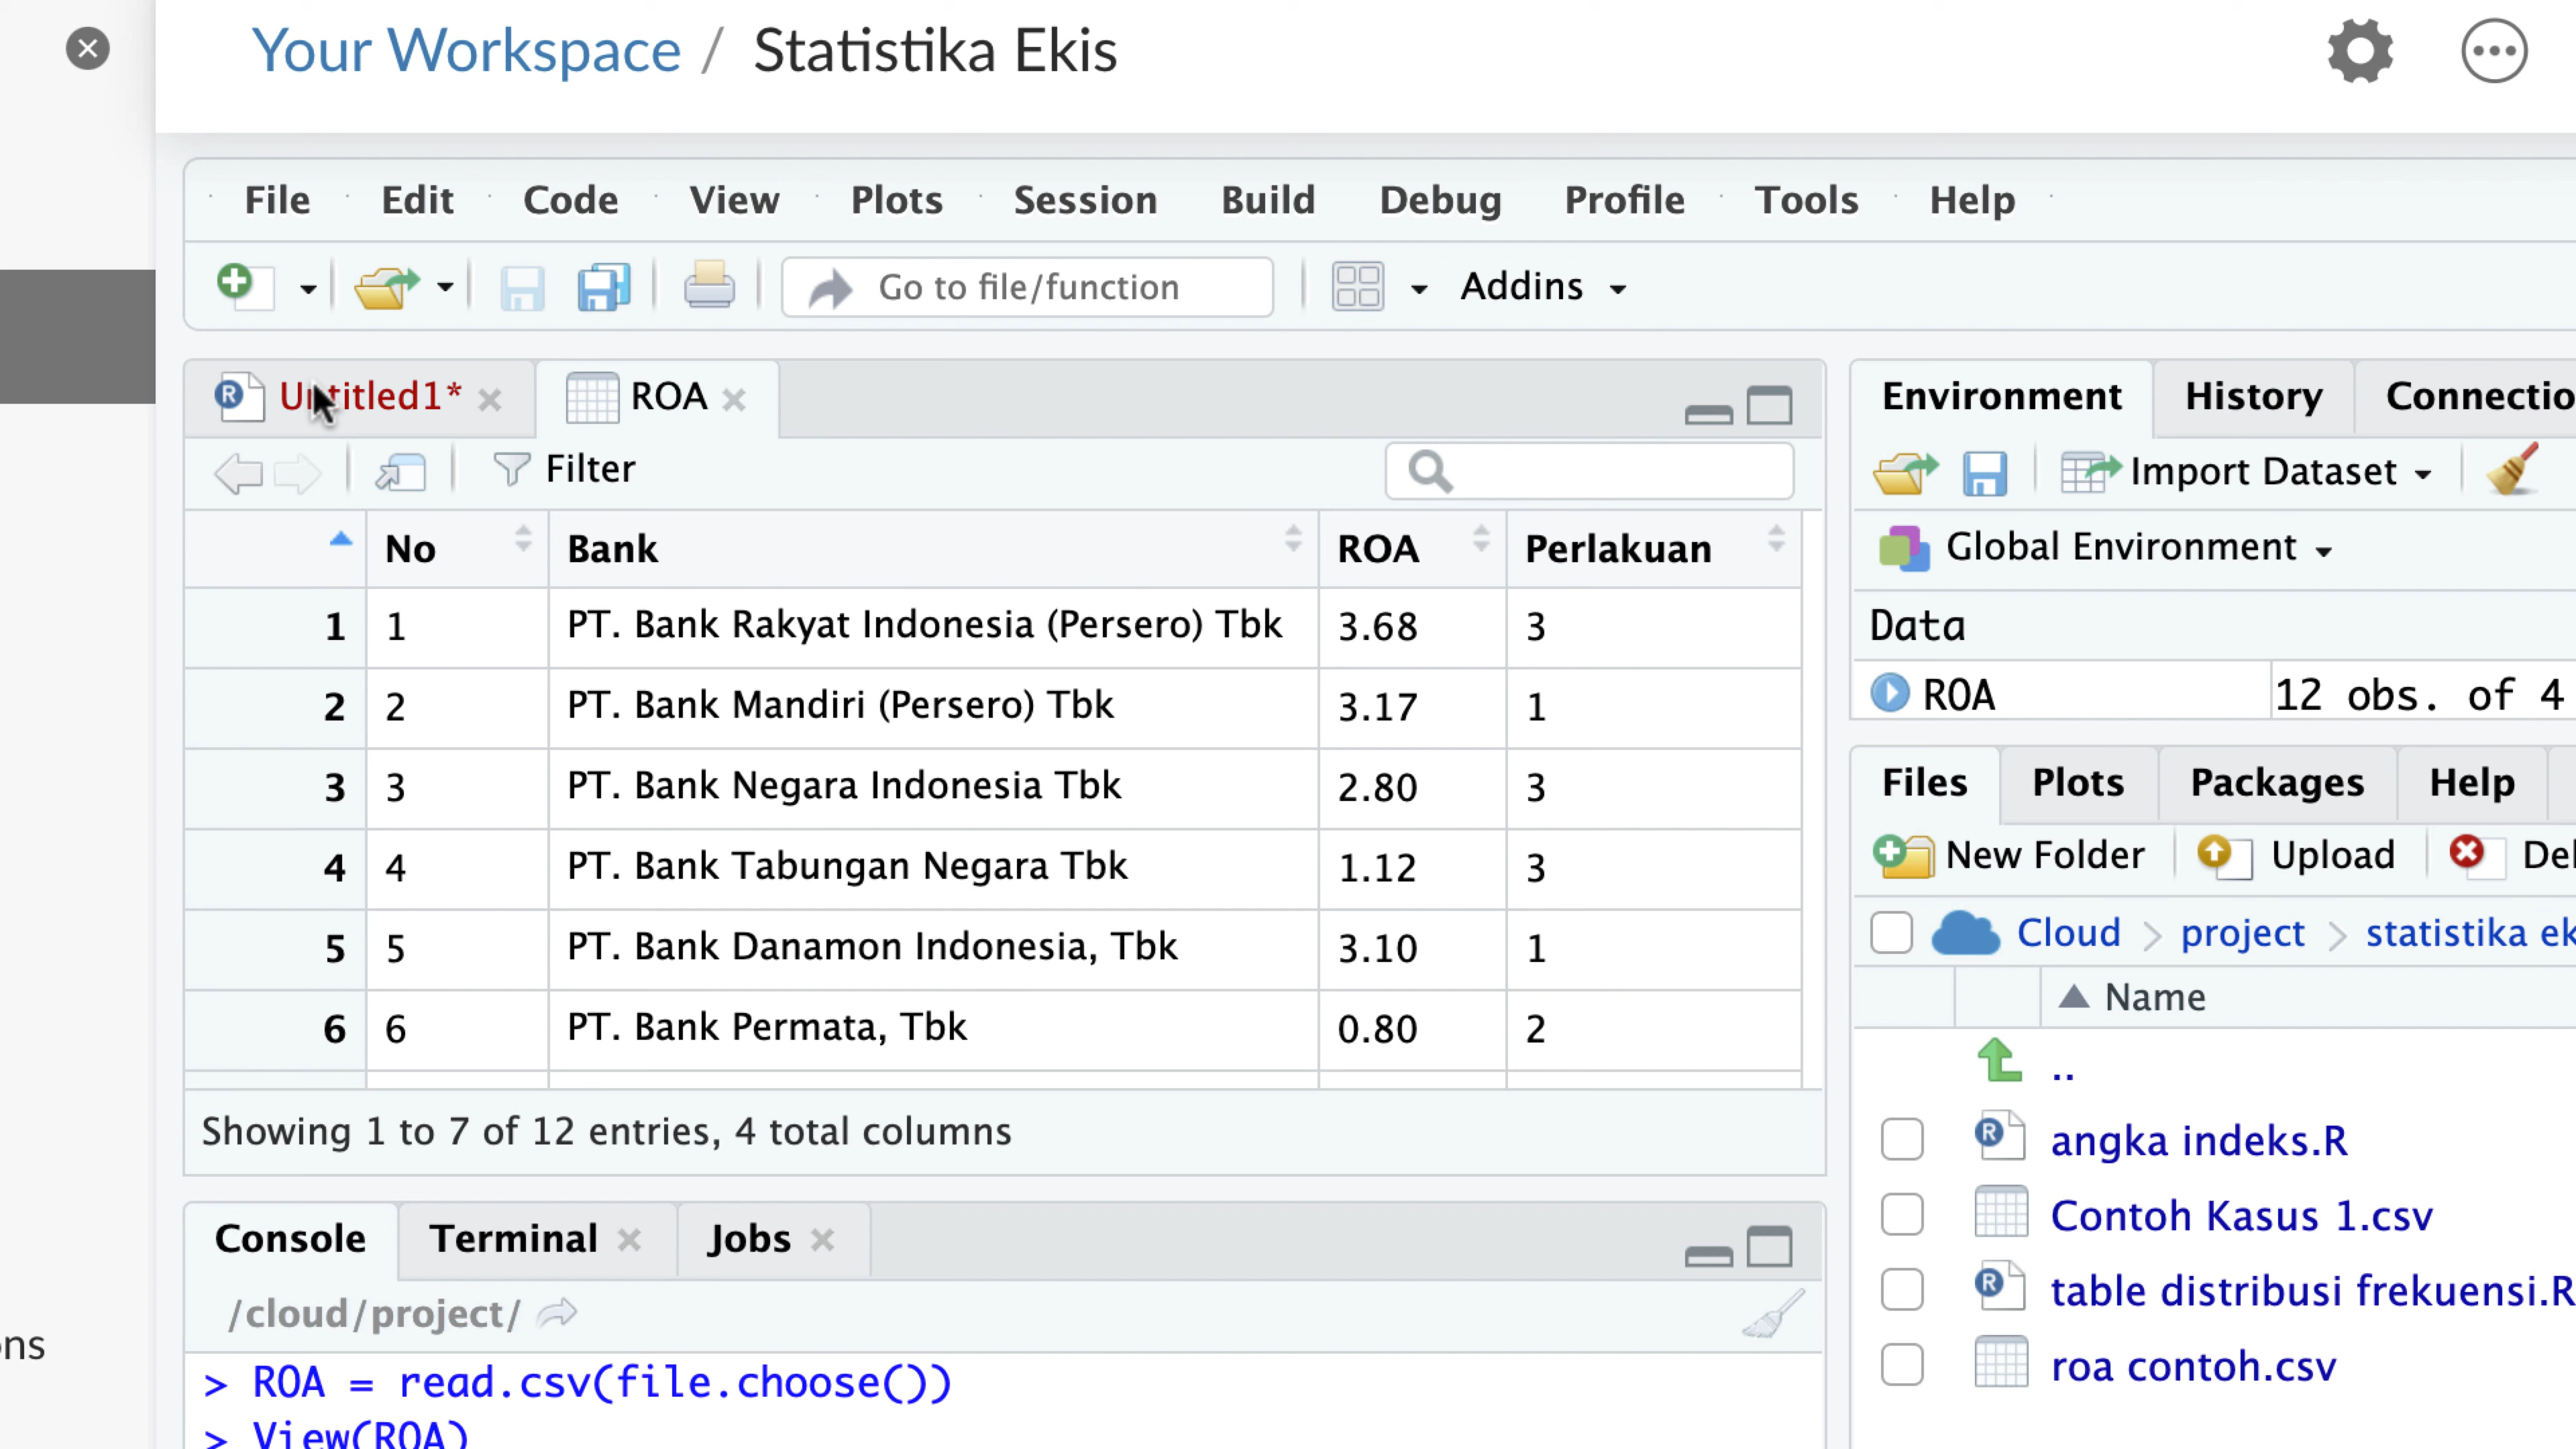 Your Workspace / Statistika Ekis
File Edit Code View Plots Session Build Debug Profile Tools Help
Go to file/function Addins
Untitled1* ROA
Filter
No Bank ROA Perlakuan
1 1 PT. Bank Rakyat Indonesia (Persero) Tbk 3.68 3
2 2 PT. Bank Mandiri (Persero) Tbk 3.17 1
3 3 PT. Bank Negara Indonesia Tbk 2.80 3
4 4 PT. Bank Tabungan Negara Tbk 1.12 3
5 5 PT. Bank Danamon Indonesia, Tbk 3.10 1
6 6 PT. Bank Permata, Tbk 0.80 2
Showing 1 to 7 of 12 entries, 4 total columns
Console Terminal Jobs
/cloud/project/
> ROA = read.csv(file.choose())
> View(ROA)
Environment History
Import Dataset
Global Environment
Data
ROA 12 obs. of 4
Files Plots Packages Help
New Folder Upload
Cloud > project > statistika
Name
..
R angka indeks.R
Contoh Kasus 1.csv
R table distribusi frekuensi.R
roa contoh.csv